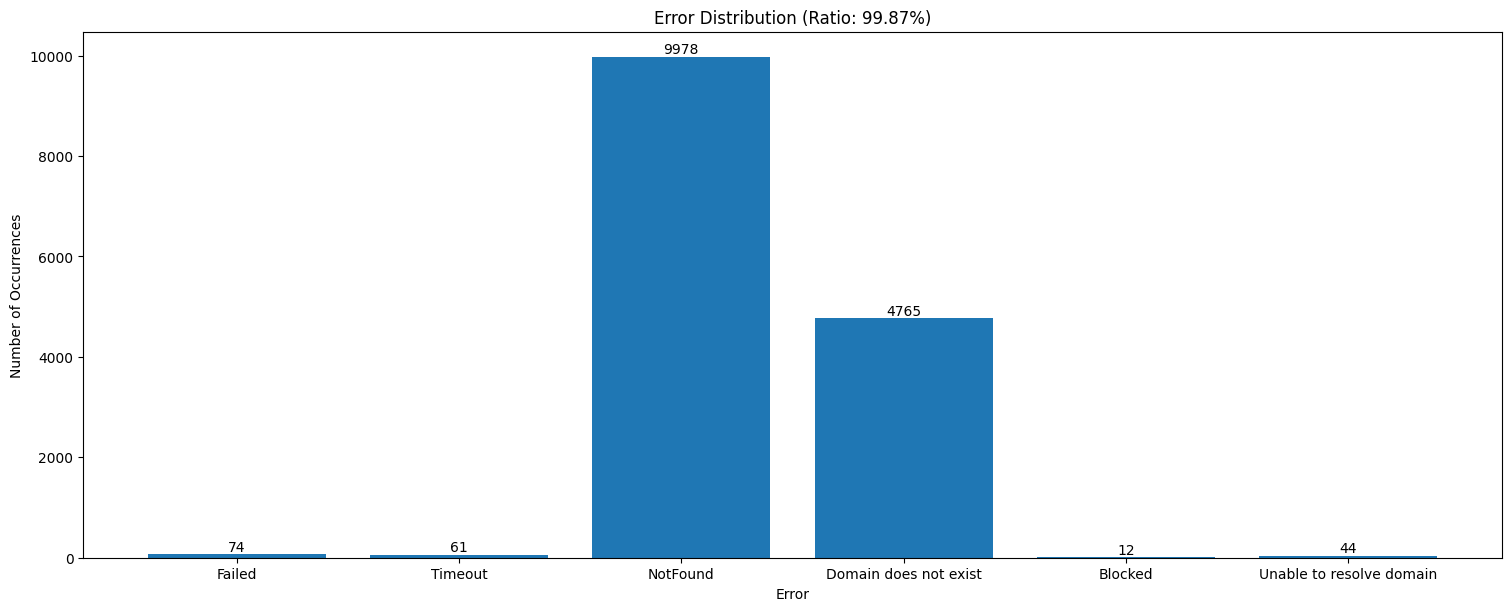 Error Distribution (Ratio: 99.87%)
Number of Occurrences
10000
8000
6000
4000
2000
0
74
61
9978
4765
12
44
Failed
Timeout
NotFound
Domain does not exist
Blocked
Unable to resolve domain
Error